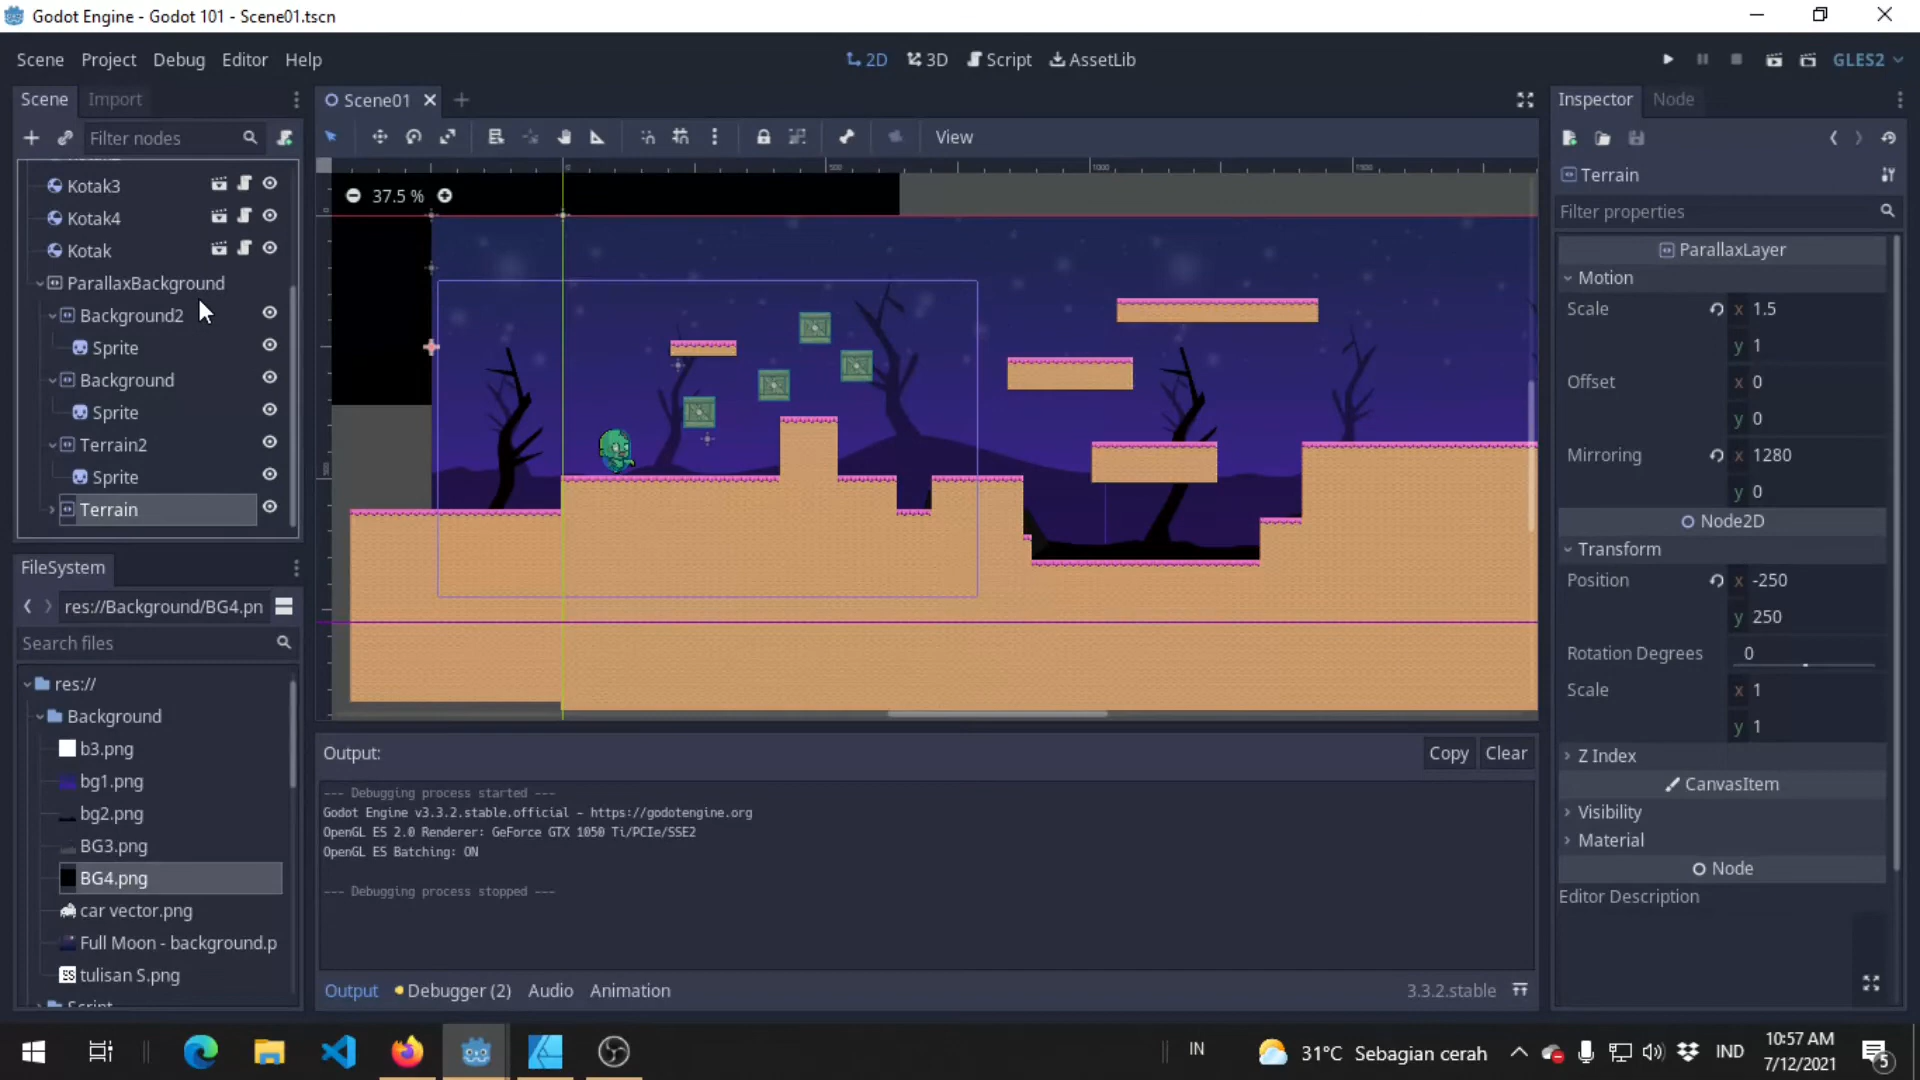 Godot Engine - Godot 101 - Scene01.tscn
Scene Project Debug Editor Help
2D 3D Script AssetLib
GLES2
Scene Import
Filter nodes
Kotak3
Kotak4
Kotak
ParallaxBackground
Background2
Sprite
Background
Sprite
Terrain2
Sprite
Terrain
Scene01
View
0 500 1000 1500
37.5 %
FileSystem
res://Background/BG4.pn
Search files
res://
Background
b3.png
bg1.png
bg2.png
BG3.png
BG4.png
car vector.png
Full Moon - background.p
tulisan S.png
Script
Output: Copy Clear
--- Debugging process started ---
Godot Engine v3.3.2.stable.official - https://godotengine.org
OpenGL ES 2.0 Renderer: GeForce GTX 1050 Ti/PCIe/SSE2
OpenGL ES Batching: ON
--- Debugging process stopped ---
Output Debugger (2) Audio Animation 3.3.2.stable
Inspector Node
Terrain
Filter properties
ParallaxLayer
Motion
Scale x 1.5
y 1
Offset x 0
y 0
Mirroring x 1280
y 0
Node2D
Transform
Position x -250
y 250
Rotation Degrees 0
Scale x 1
y 1
Z Index
CanvasItem
Visibility
Material
Node
Editor Description
IN 31°C Sebagian cerah IND 10:57 AM
7/12/2021 5